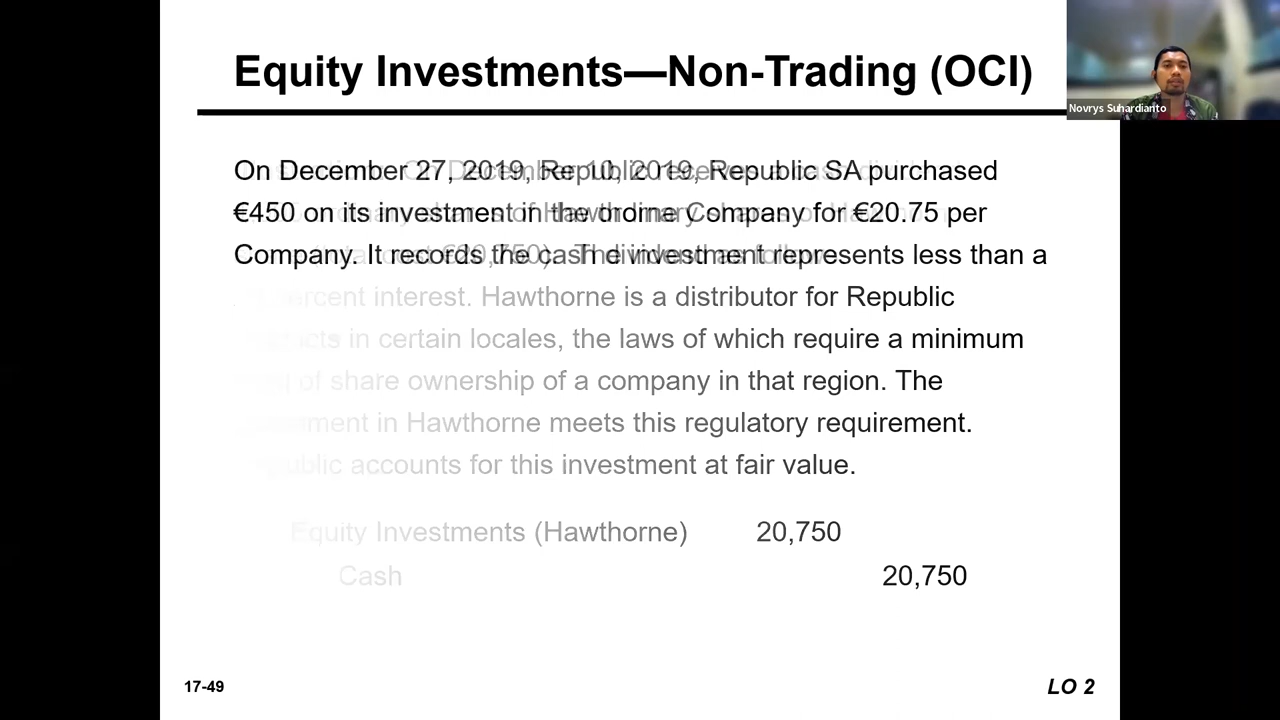 Equity Investments—Non-Trading (OCI)
Novrys Suhardianto
On December 27, 2019, Republic SA purchased
€450 on its investment in the ordinary Company for €20.75 per
Company. It records the cash dividend The investment represents less than a
percent interest. Hawthorne is a distributor for Republic
in certain locales, the laws of which require a minimum
of share ownership of a company in that region. The
in Hawthorne meets this regulatory requirement.
accounts for this investment at fair value.
Equity Investments (Hawthorne) 20,750
Cash 20,750
17-49 LO 2